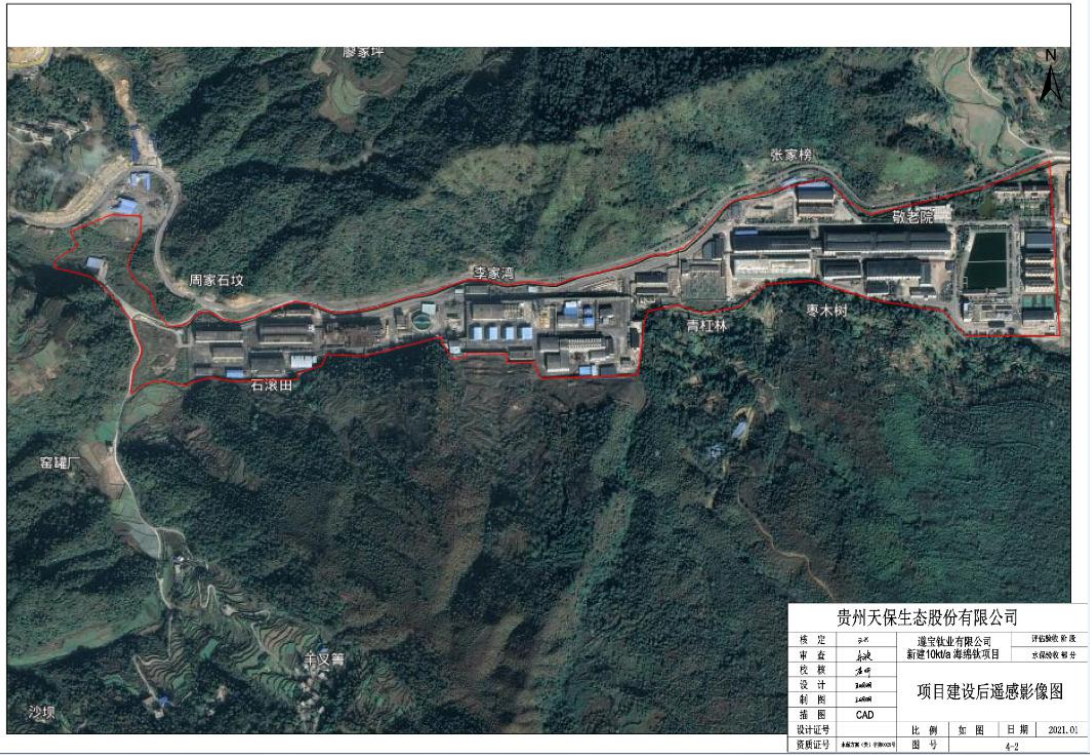 廖家坪
N
张家榜
敬老院
周家石坟
李家湾
青杠林
枣木树
石滚田
窑罐厂
千叉菁
沙坝
贵州天保生态股份有限公司
核 定
遵宝钛业有限公司
新建10kt/a 海绵钛项目
评估验收 阶 段
水保验收 部 分
审 查
校 核
设 计
制 图
描 图 CAD
项目建设后遥感影像图
设计证号
比 例 如 图 日 期 2021.01
资质证号
图 号 4-2